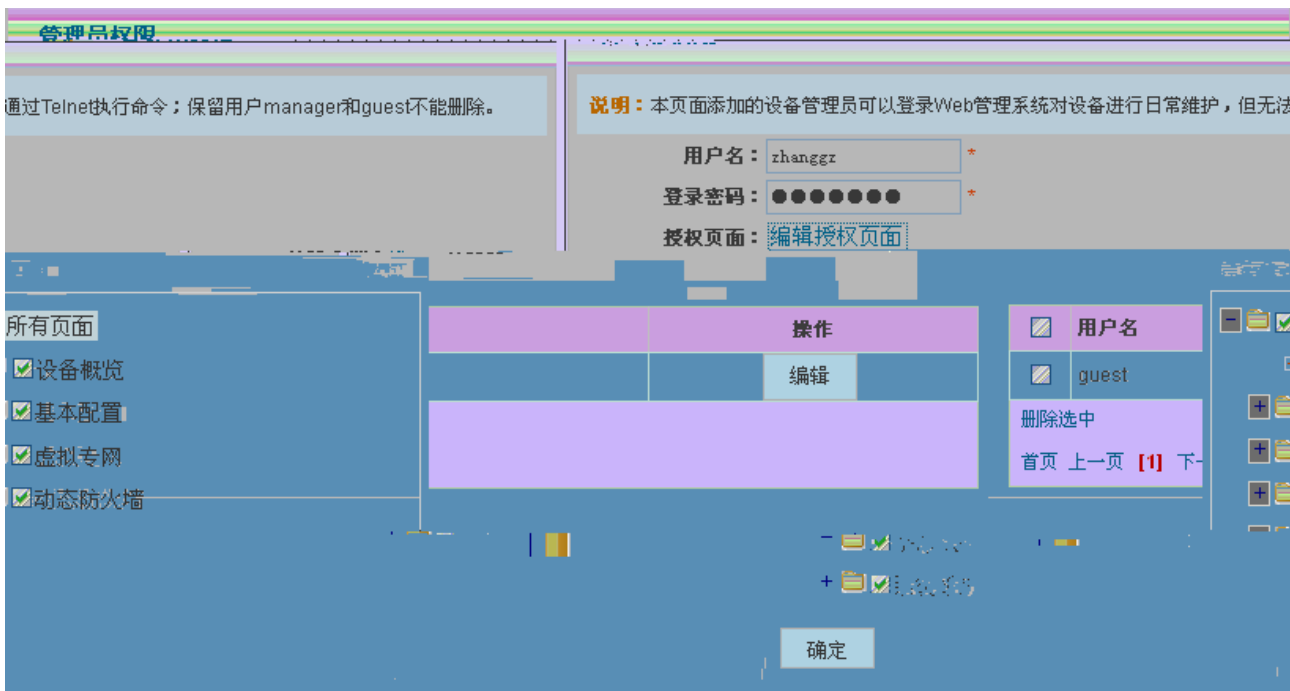 管理员权限
说明：本页面添加的设备管理员可以登录Web管理系统对设备进行日常维护，但无法
通过Telnet执行命令；保留用户manager和guest不能删除。
用户名： zhanggz *
登录密码： ●●●●●●● *
授权页面： 编辑授权页面
所有页面
设备概览
基本配置
虚拟专网
动态防火墙
操作
编辑
用户名
guest
删除选中
首页 上一页 [1] 下一
确定